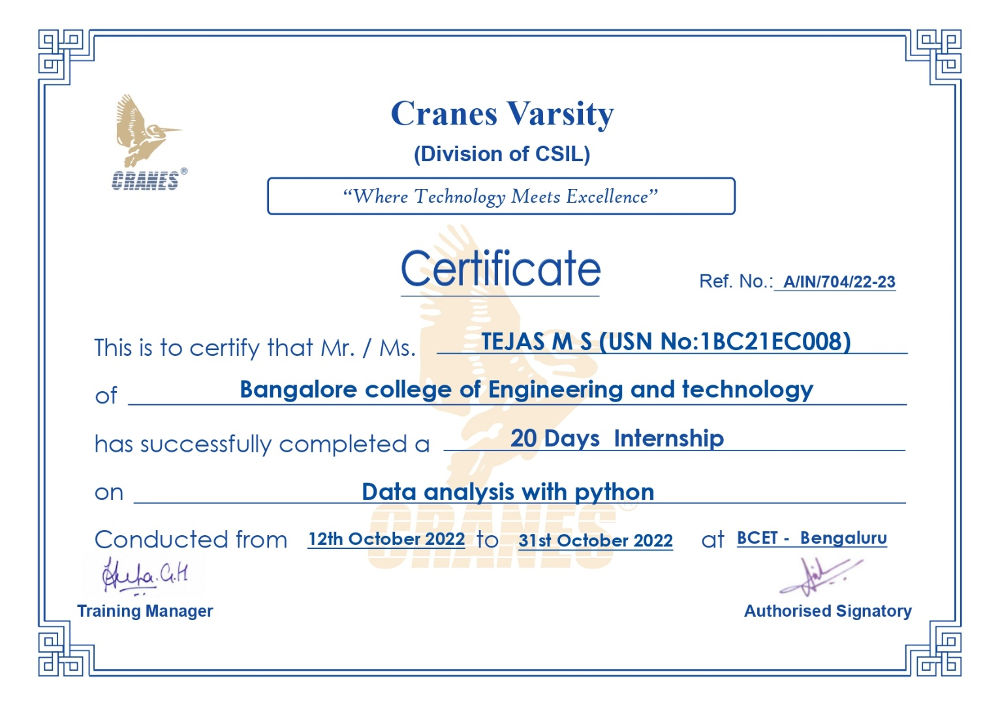 Cranes Varsity
(Division of CSIL)
CRANES®
“Where Technology Meets Excellence”
Certificate
Ref. No.: A/IN/704/22-23
This is to certify that Mr. / Ms. TEJAS M S (USN No:1BC21EC008)
of Bangalore college of Engineering and technology
has successfully completed a 20 Days Internship
on Data analysis with python
CRANES®
Conducted from 12th October 2022 to 31st October 2022 at BCET - Bengaluru
Training Manager
Authorised Signatory